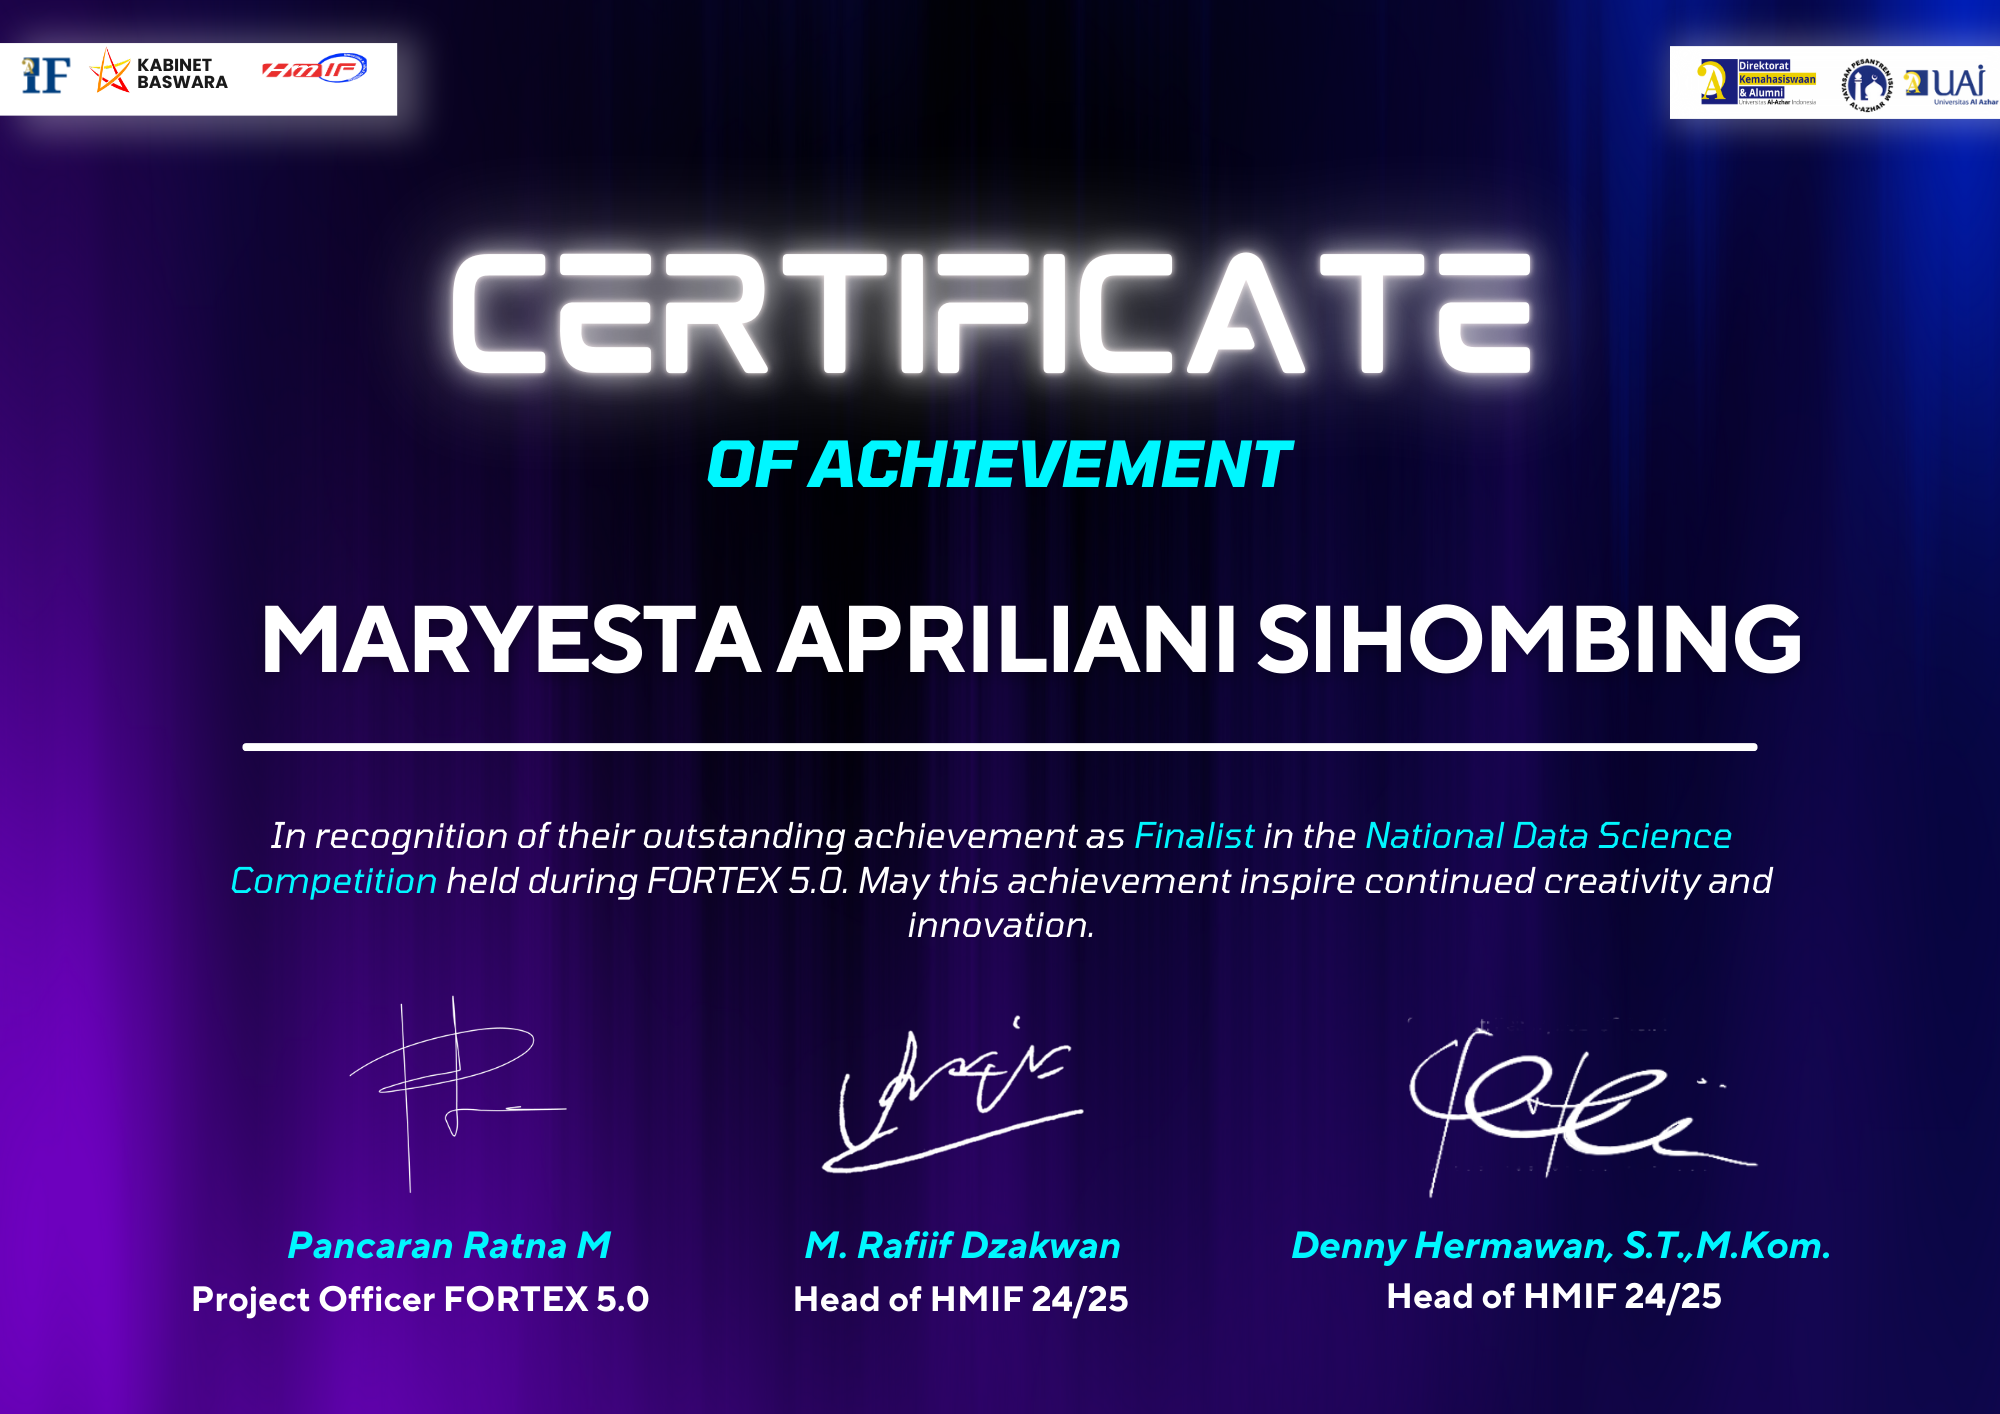 IF
KABINET
BASWARA
HMIF
Direktorat
Kemahasiswaan
& Alumni
Universitas Al-Azhar Indonesia
YAYASAN PESANTREN ISLAM
AL-AZHAR
UAI
Universitas Al Azhar
CERTIFICATE
OF ACHIEVEMENT
MARYESTA APRILIANI SIHOMBING
In recognition of their outstanding achievement as Finalist in the National Data Science
Competition held during FORTEX 5.0. May this achievement inspire continued creativity and
innovation.
Pancaran Ratna M
Project Officer FORTEX 5.0
M. Rafiif Dzakwan
Head of HMIF 24/25
Denny Hermawan, S.T.,M.Kom.
Head of HMIF 24/25